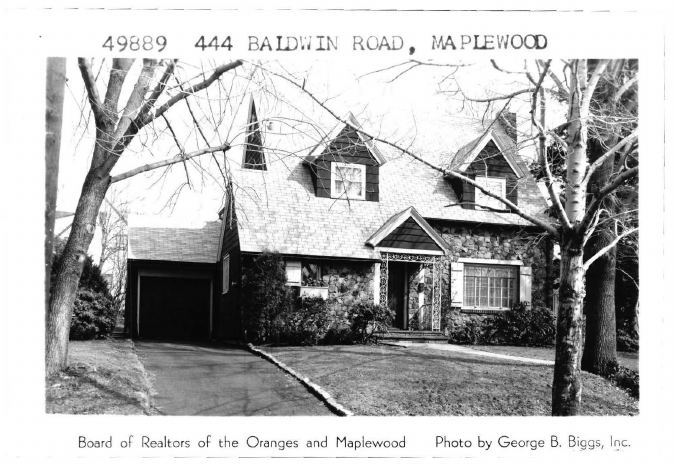 49889 444 BALDWIN ROAD, MAPLEWOOD
Board of Realtors of the Oranges and Maplewood Photo by George B. Biggs, Inc.